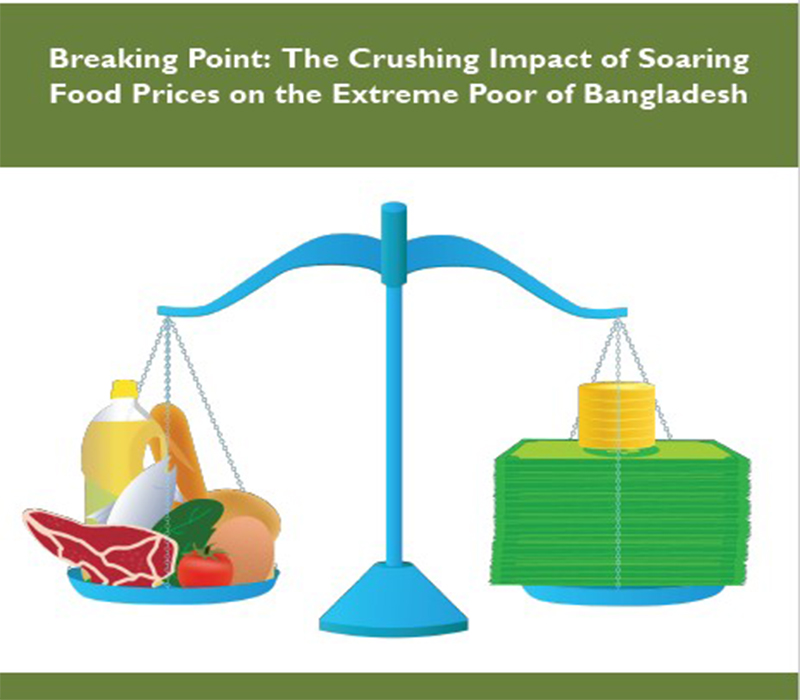 Breaking Point: The Crushing Impact of Soaring
Food Prices on the Extreme Poor of Bangladesh